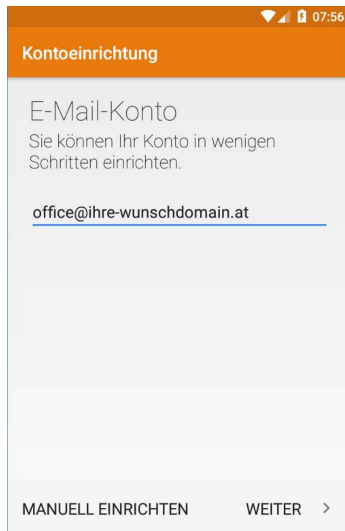 07:56
Kontoeinrichtung
E-Mail-Konto
Sie können Ihr Konto in wenigen
Schritten einrichten.
office@ihre-wunschdomain.at
MANUELL EINRICHTEN WEITER